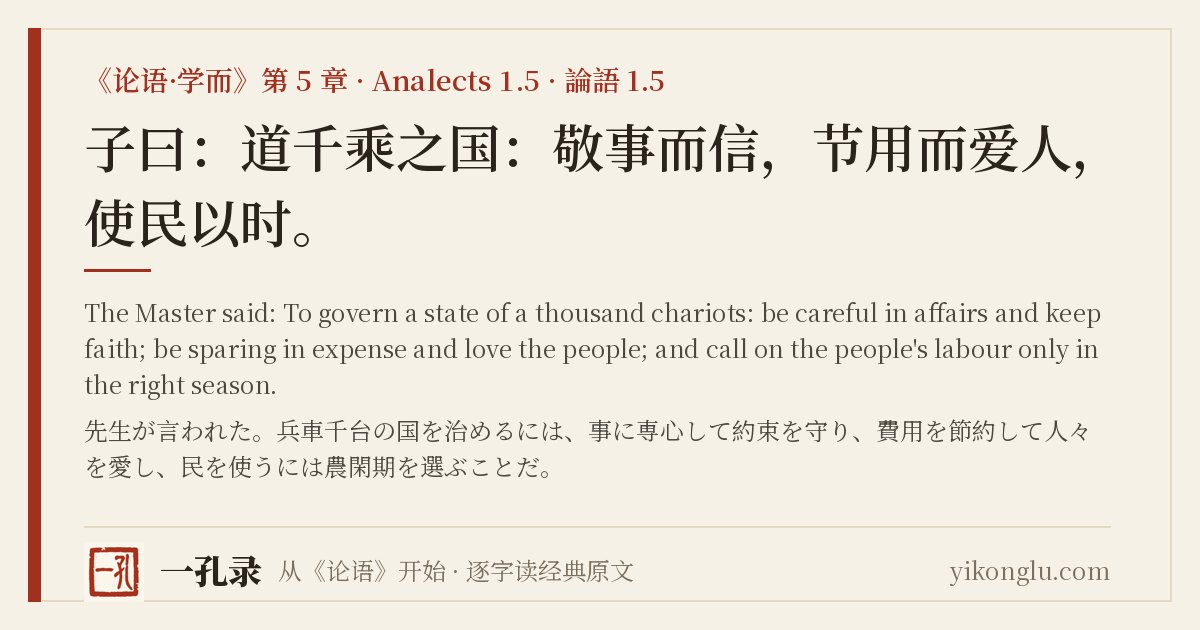 《论语·学而》第 5 章 · Analects 1.5 · 論語 1.5
子曰：道千乘之国：敬事而信，节用而爱人，
使民以时。
The Master said: To govern a state of a thousand chariots: be careful in affairs and keep
faith; be sparing in expense and love the people; and call on the people's labour only in
the right season.
先生が言われた。兵車千台の国を治めるには、事に専心して約束を守り、費用を節約して人々
を愛し、民を使うには農閑期を選ぶことだ。
一孔
一孔录 从《论语》开始 · 逐字读经典原文 yikonglu.com